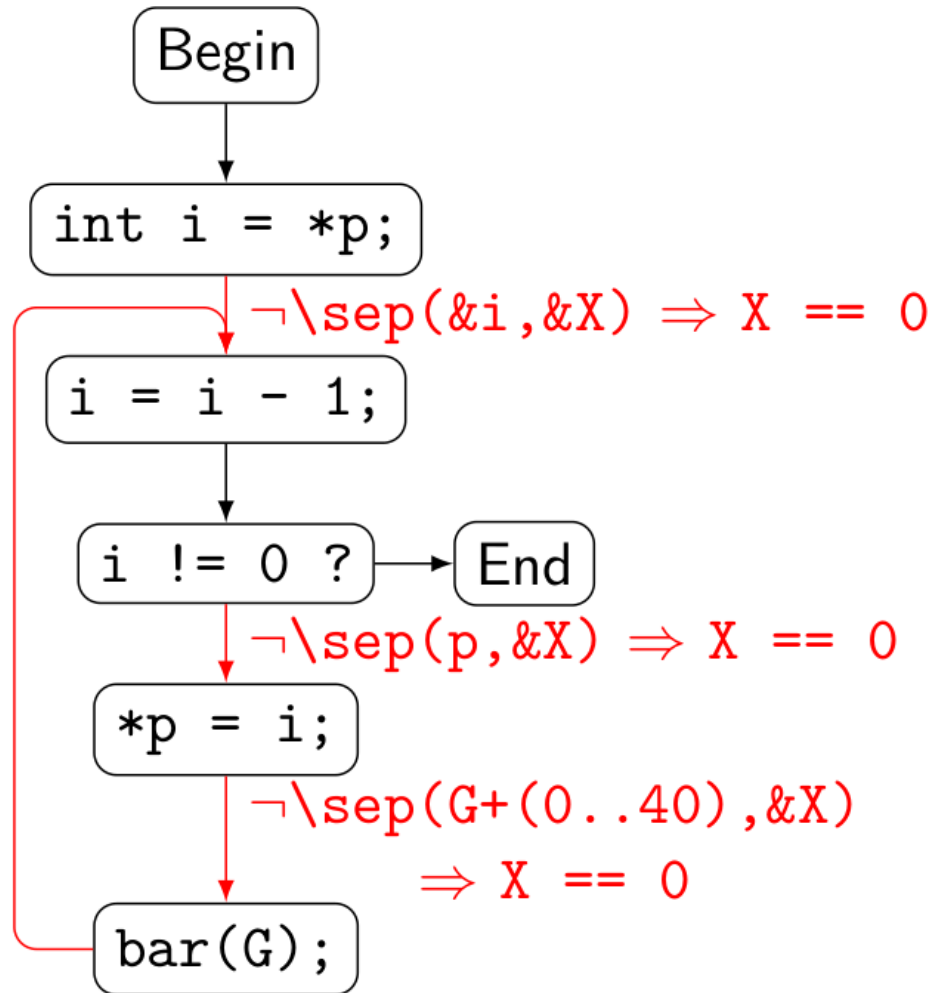 Begin
int i = *p;
¬\sep(&i,&X) ⇒ X == 0
i = i - 1;
i != 0 ?
End
¬\sep(p,&X) ⇒ X == 0
*p = i;
¬\sep(G+(0..40),&X)
⇒ X == 0
bar(G);